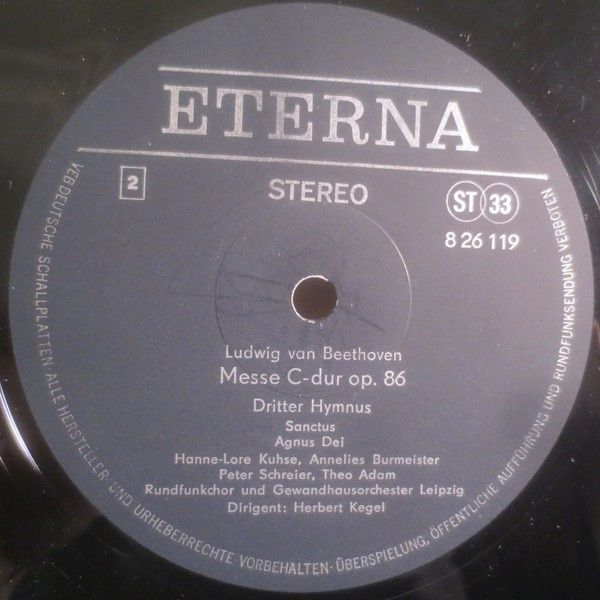 ETERNA
2
STEREO
ST 33
8 26 119
Ludwig van Beethoven
Messe C-dur op. 86
Dritter Hymnus
Sanctus
Agnus Dei
Hanne-Lore Kuhse, Annelies Burmeister
Peter Schreier, Theo Adam
Rundfunkchor und Gewandhausorchester Leipzig
Dirigent: Herbert Kegel
VEB DEUTSCHE SCHALLPLATTEN · ALLE HERSTELLER- UND URHEBERRECHTE VORBEHALTEN · ÜBERSPIELUNG, ÖFFENTLICHE AUFFÜHRUNG UND RUNDFUNKSENDUNG VERBOTEN